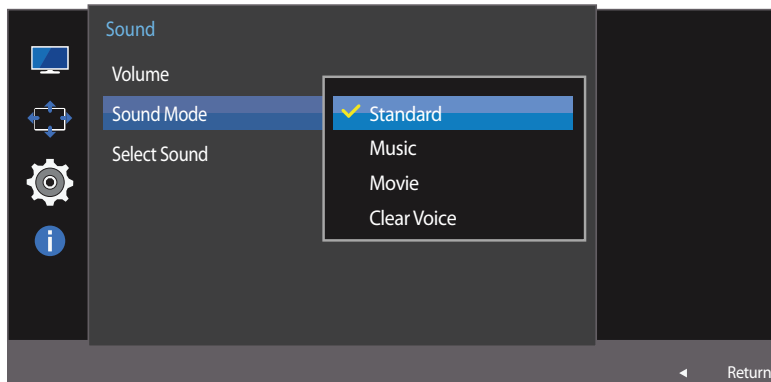 Sound
Volume
Sound Mode
Standard
Select Sound
Music
Movie
Clear Voice
Return